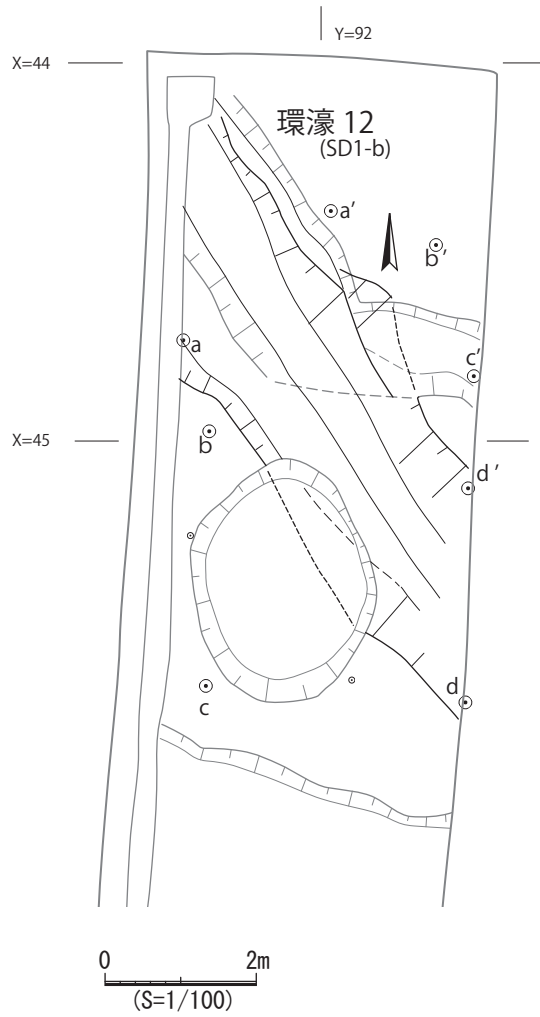 Y=92
X=44
環濠 12
(SD1-b)
a’
b’
a
c’
b
X=45
d ’
c
d
0 2m
(S=1/100)